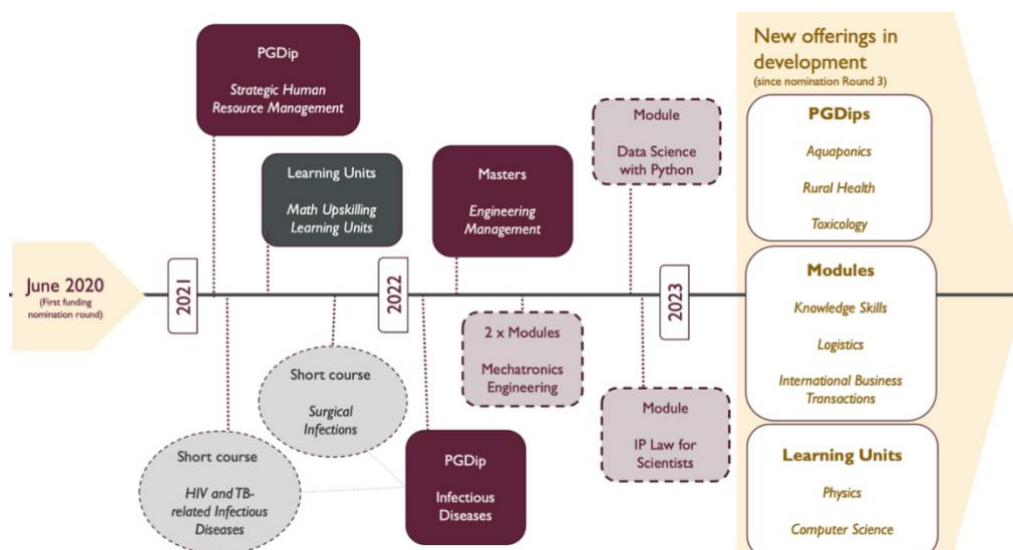 New offerings in
development
(since nomination Round 3)
PGDip
Strategic Human
Resource Management
Learning Units
Math Upskilling
Learning Units
Masters
Engineering
Management
Module
Data Science
with Python
PGDips
Aquaponics
Rural Health
Toxicology
June 2020
(First funding
nomination round)
2021
2022
2023
Modules
Knowledge Skills
Logistics
International Business
Transactions
Short course
HIV and TB-
related Infectious
Diseases
Short course
Surgical
Infections
PGDip
Infectious
Diseases
2 x Modules
Mechatronics
Engineering
Module
IP Law for
Scientists
Learning Units
Physics
Computer Science